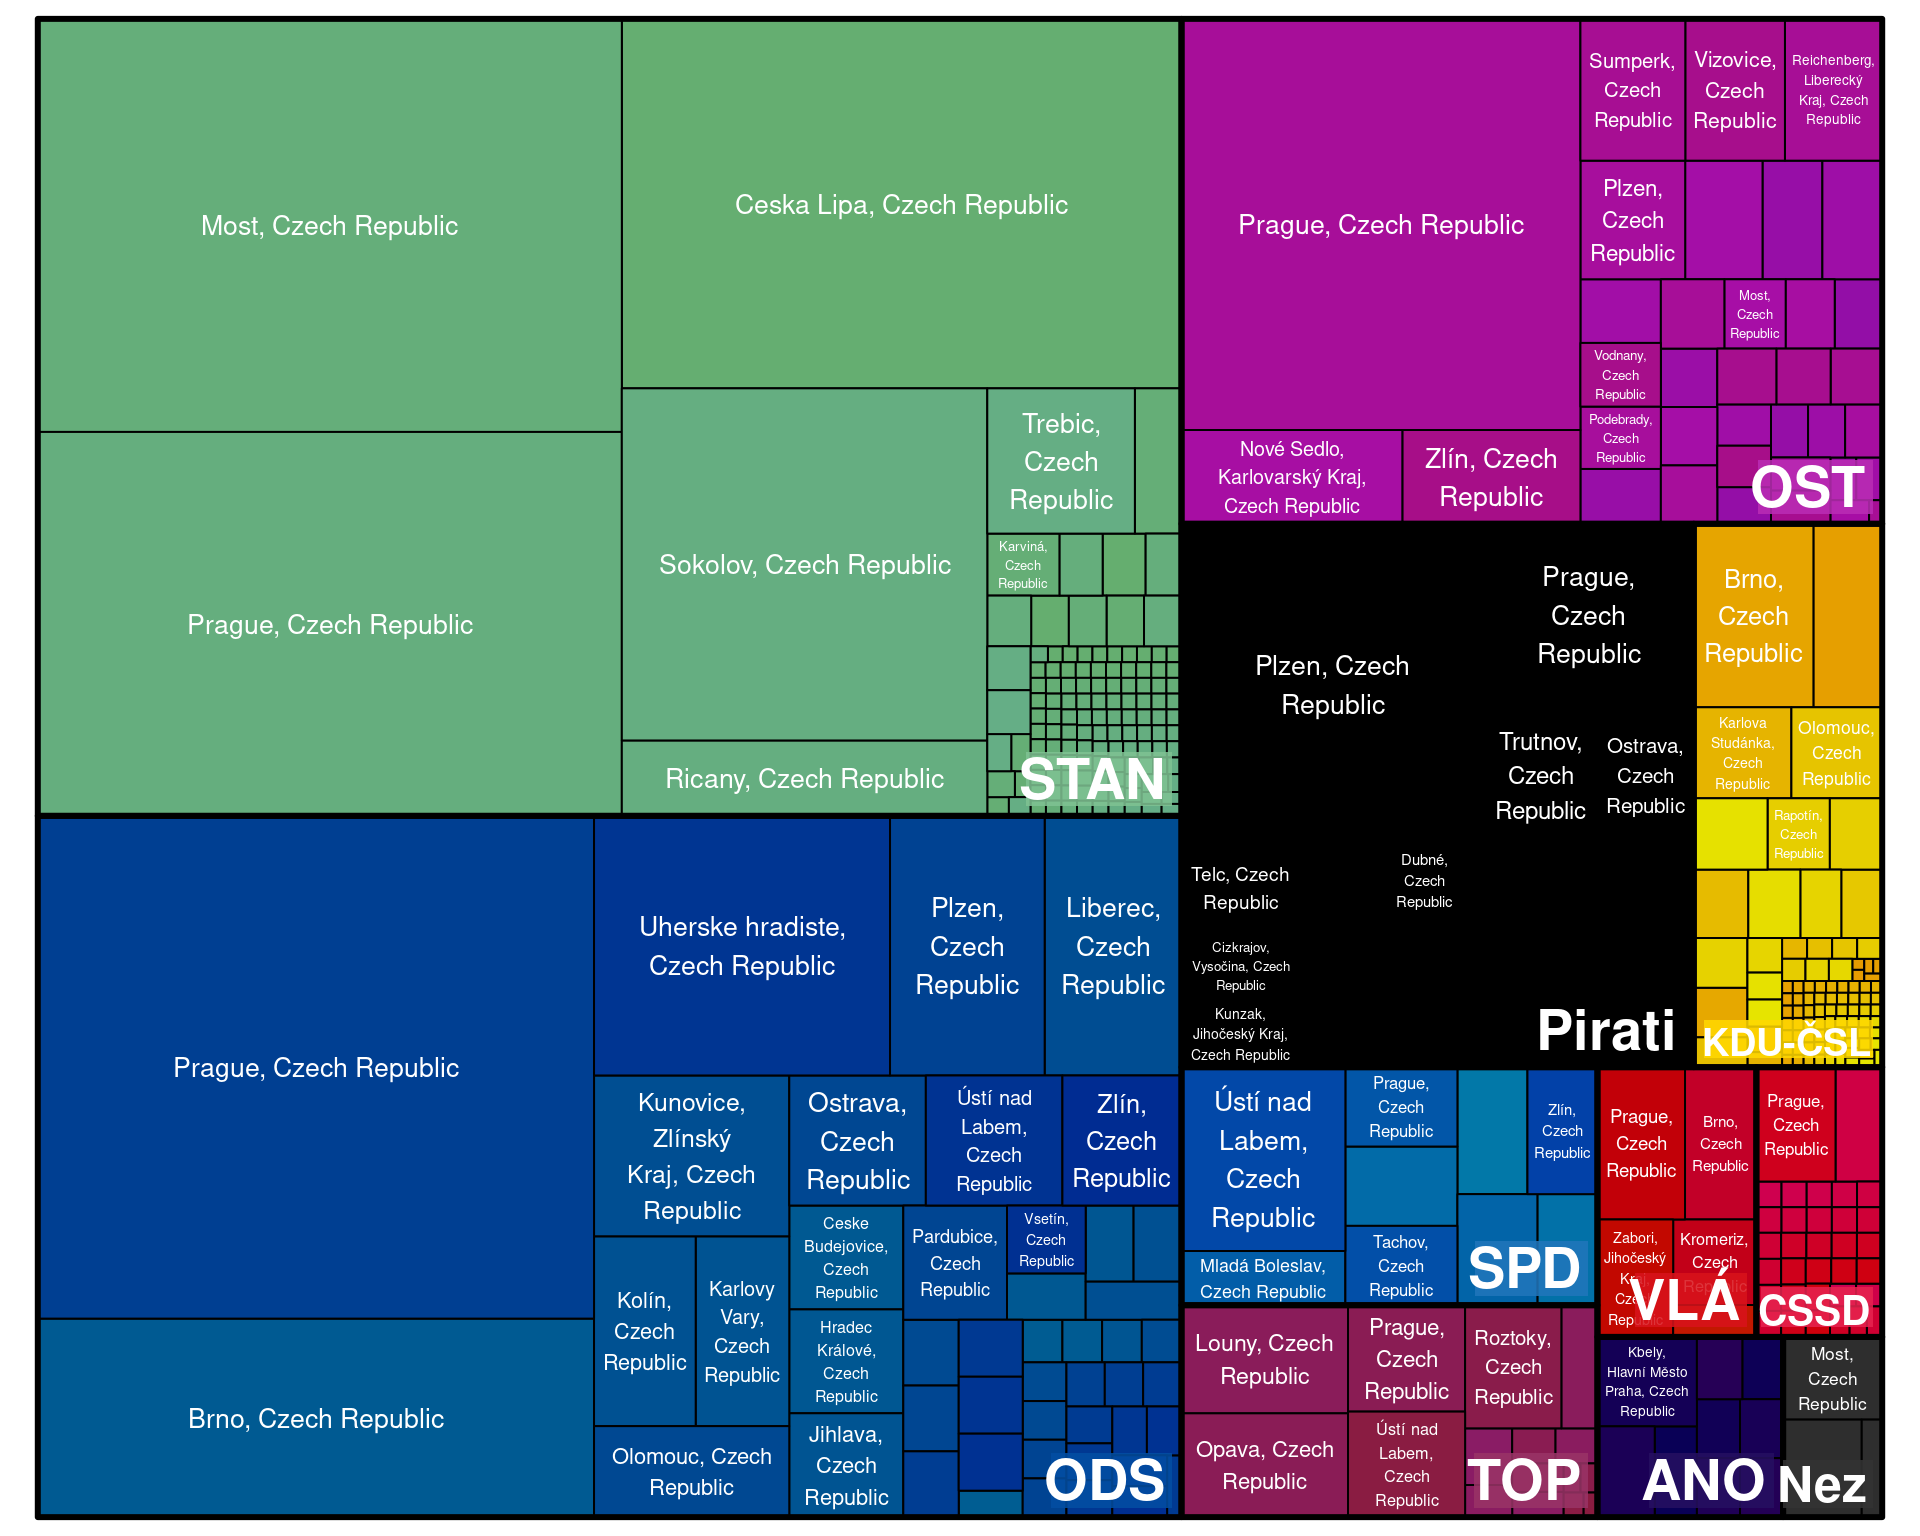 Most, Czech Republic
Ceska Lipa, Czech Republic
Prague, Czech Republic
Sokolov, Czech Republic
Trebic,
Czech
Republic
Karviná,
Czech
Republic
Ricany, Czech Republic
STAN
Prague, Czech Republic
Brno, Czech Republic
Uherske hradiste,
Czech Republic
Plzen,
Czech
Republic
Liberec,
Czech
Republic
Kunovice,
Zlínský
Kraj, Czech
Republic
Ostrava,
Czech
Republic
Ústí nad
Labem,
Czech
Republic
Zlín,
Czech
Republic
Kolín,
Czech
Republic
Karlovy
Vary,
Czech
Republic
Olomouc, Czech
Republic
Ceske
Budejovice,
Czech
Republic
Hradec
Králové,
Czech
Republic
Jihlava,
Czech
Republic
Pardubice,
Czech
Republic
Vsetín,
Czech
Republic
ODS
Prague, Czech Republic
Nové Sedlo,
Karlovarský Kraj,
Czech Republic
Zlín, Czech
Republic
Sumperk,
Czech
Republic
Vizovice,
Czech
Republic
Reichenberg,
Liberecký
Kraj, Czech
Republic
Plzen,
Czech
Republic
Most,
Czech
Republic
Vodnany,
Czech
Republic
Podebrady,
Czech
Republic
OST
Plzen, Czech
Republic
Prague,
Czech
Republic
Trutnov,
Czech
Republic
Ostrava,
Czech
Republic
Telc, Czech
Republic
Dubné,
Czech
Republic
Cizkrajov,
Vysočina, Czech
Republic
Kunzak,
Jihočeský Kraj,
Czech Republic
Pirati
Brno,
Czech
Republic
Karlova
Studánka,
Czech
Republic
Olomouc,
Czech
Republic
Rapotín,
Czech
Republic
KDU-ČSL
Ústí nad
Labem,
Czech
Republic
Mladá Boleslav,
Czech Republic
Prague,
Czech
Republic
Tachov,
Czech
Republic
Zlín,
Czech
Republic
SPD
Prague,
Czech
Republic
Brno,
Czech
Republic
Zabori,
Jihočeský
Kraj,
Czech
Republic
Kromeriz,
Czech
Republic
VLÁ
Prague,
Czech
Republic
CSSD
Louny, Czech
Republic
Opava, Czech
Republic
Prague,
Czech
Republic
Ústí nad
Labem,
Czech
Republic
Roztoky,
Czech
Republic
TOP
Kbely,
Hlavní Město
Praha, Czech
Republic
ANO
Most,
Czech
Republic
Nez